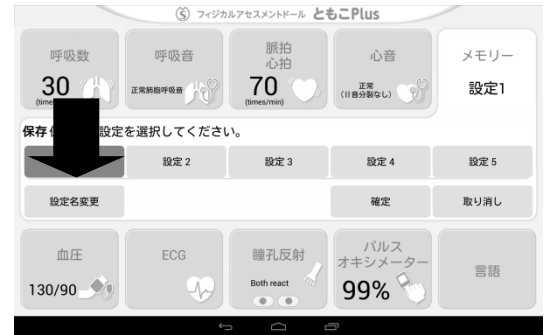 フィジカルアセスメントドール ともこPlus
呼吸数
30
呼吸音
正常肺胞呼吸音
脈拍
心拍
70
(times/min)
心音
正常
(II音分裂なし)
メモリー
設定1
保存
設定を選択してください。
設定 2
設定 3
設定 4
設定 5
設定名変更
確定
取り消し
血圧
130/90
ECG
瞳孔反射
Both react
パルス
オキシメーター
99%
言語